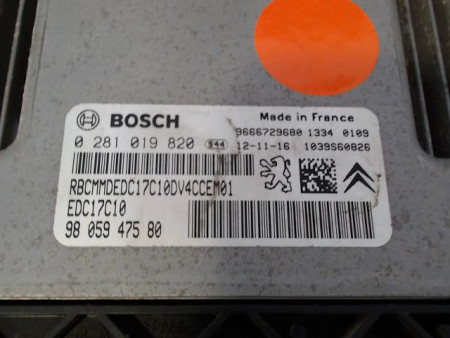 BOSCH
Made in France
9666729680 1334 0109
0 281 019 820 944 12-11-16 1039S60826
RBCMMDEDC17C10DV4CCEM01
EDC17C10
98 059 475 80